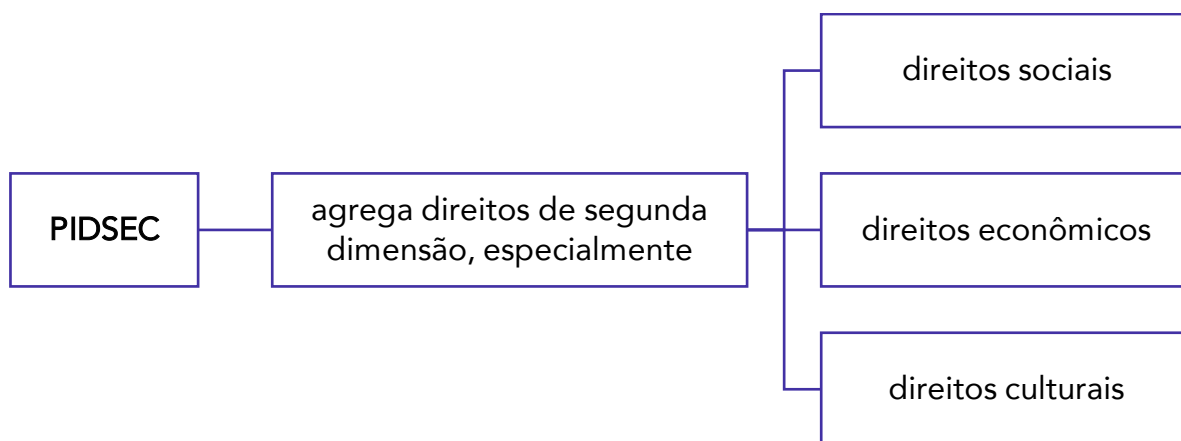 PIDSEC
agrega direitos de segunda
dimensão, especialmente
direitos sociais
direitos econômicos
direitos culturais